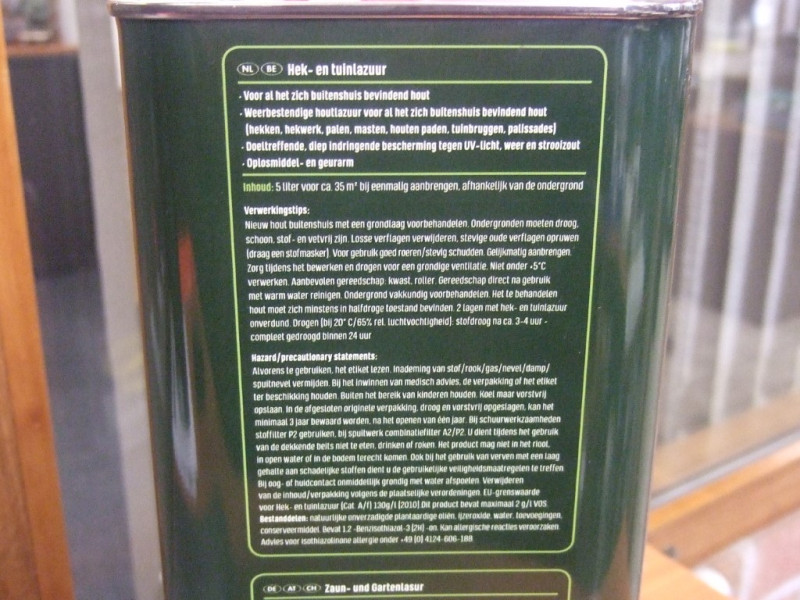 NL BE Hek- en tuinlazuur
· Voor al het zich buitenshuis bevindend hout
· Weerbestendige houtlazuur voor al het zich buitenshuis bevindend hout
(hekken, hekwerk, palen, masten, houten paden, tuinbruggen, palissades)
· Doeltreffende, diep indringende bescherming tegen UV-licht, weer en strooizout
· Oplosmiddel- en geurarm
Inhoud: 5 liter voor ca. 35 m² bij eenmalig aanbrengen, afhankelijk van de ondergrond
Verwerkingstips:
Nieuw hout buitenshuis met een grondlaag voorbehandelen. Ondergronden moeten droog,
schoon, stof- en vetvrij zijn. Losse verflagen verwijderen, stevige oude verflagen opruwen
(draag een stofmasker). Voor gebruik goed roeren/stevig schudden. Gelijkmatig aanbrengen.
Zorg tijdens het bewerken en drogen voor een grondige ventilatie. Niet onder +5°C
verwerken. Aanbevolen gereedschap: kwast, roller. Gereedschap direct na gebruik
met warm water reinigen. Ondergrond vakkundig voorbehandelen. Het te behandelen
hout moet zich minstens in halfdroge toestand bevinden. 2 lagen met hek- en tuinlazuur
onverdund. Drogen (bij 20° C/65% rel. luchtvochtigheid): stofdroog na ca. 3-4 uur -
compleet gedroogd binnen 24 uur
Hazard/precautionary statements:
Alvorens te gebruiken, het etiket lezen. Inademing van stof/rook/gas/nevel/damp/
spuitnevel vermijden. Bij het inwinnen van medisch advies, de verpakking of het etiket
ter beschikking houden. Buiten het bereik van kinderen houden. Koel maar vorstvrij
opslaan. In de afgesloten originele verpakking, droog en vorstvrij opgeslagen, kan het
minimaal 3 jaar bewaard worden, na het openen van één jaar. Bij schuurwerkzaamheden
stoffilter P2 gebruiken, bij spuitwerk combinatiefilter A2/P2. U dient tijdens het gebruik
van de dekkende beits niet te eten, drinken of roken. Het product mag niet in het riool,
in open water of in de bodem terecht komen. Ook bij het gebruik van verven met een laag
gehalte aan schadelijke stoffen dient u de gebruikelijke veiligheidsmaatregelen te treffen.
Bij oog- of huidcontact onmiddellijk grondig met water afspoelen. Verwijderen
van de inhoud/verpakking volgens de plaatselijke verordeningen. EU-grenswaarde
voor Hek- en tuinlazuur (Cat. A/f) 130g/l (2010) Dit product bevat maximaal 2 g/l VOS.
Bestanddelen: natuurlijke onverzadigde plantaardige oliën, ijzeroxide, water, toevoegingen,
conserveermiddel. Bevat 1,2 -Benzisothiazol-3 (2H) -on. Kan allergische reacties veroorzaken.
Advies voor isothiazolinone allergie onder +49 (0) 4124-606-188
DE AT CH Zaun- und Gartenlasur